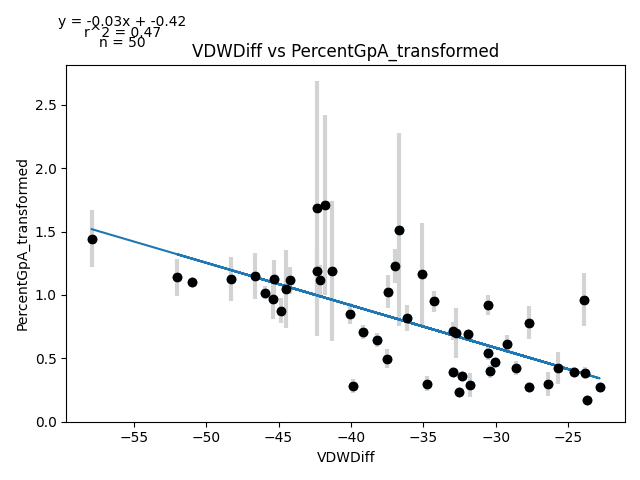 y = -0.03x + -0.42
r^2 = 0.47
n = 50
VDWDiff vs PercentGpA_transformed
PercentGpA_transformed
2.5
2.0
1.5
1.0
0.5
0.0
−55 −50 −45 −40 −35 −30 −25
VDWDiff